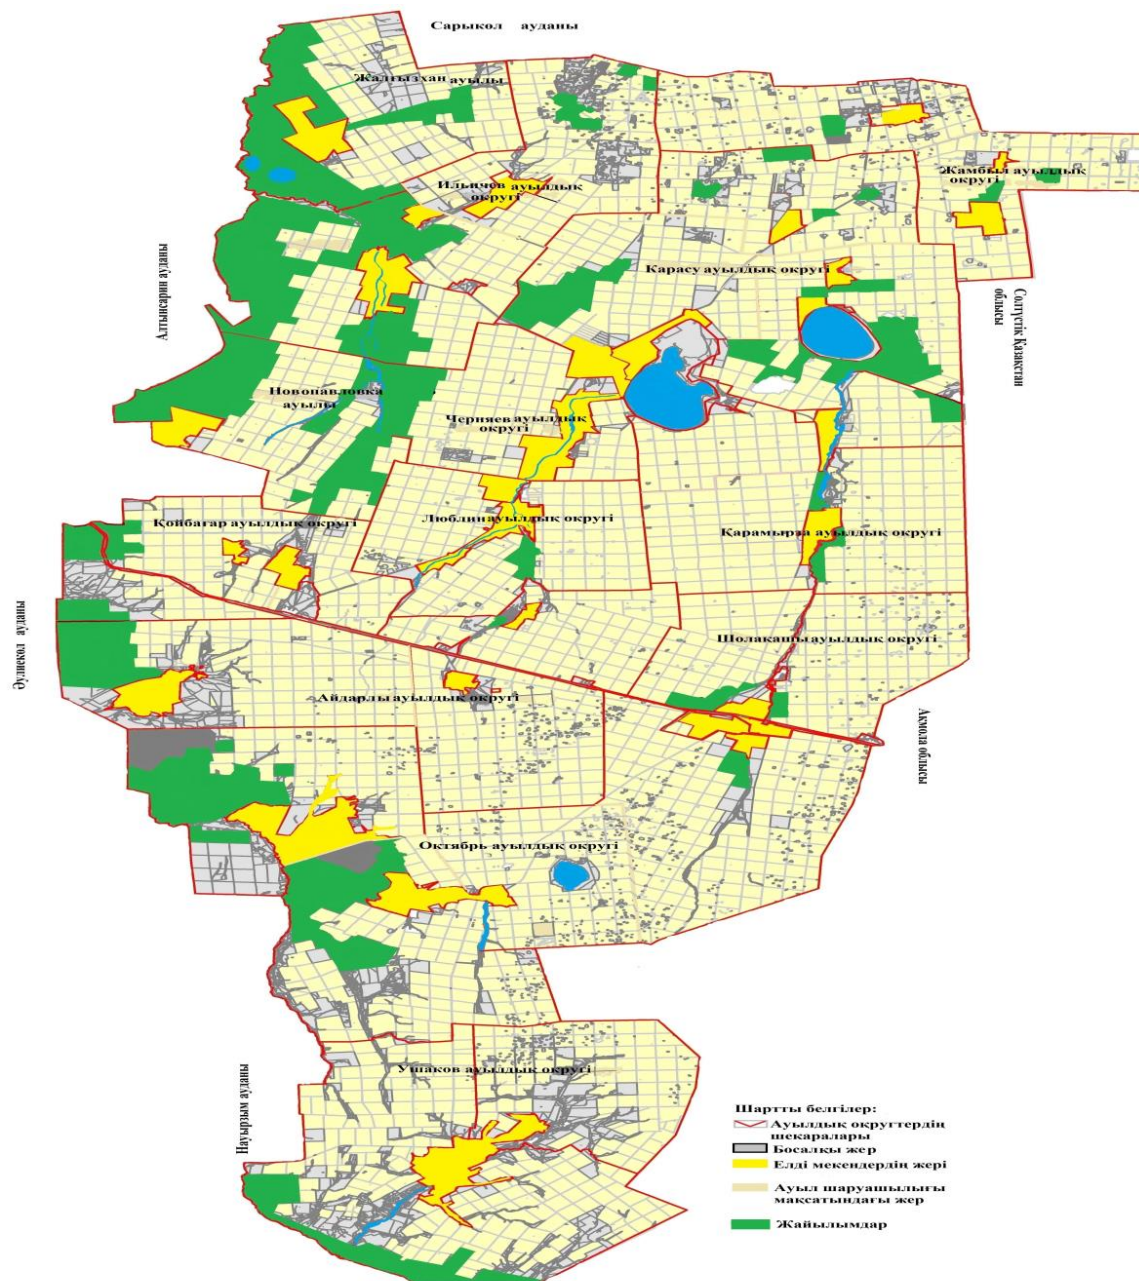 Сарыкол ауданы
Жалғызхан ауылы
Ильичев ауылдық
округі
Жамбыл ауылдық
округі
Алтынсарин ауданы
Карасу ауылдық округі
Солтүстік Қазақстан
облысы
Новопавловка
ауылы
Черняев ауылдық
округі
Қойбағар ауылдық округі
Люблин ауылдық округі
Қарамырза ауылдық округі
Әулиекөл ауданы
Шолақашы ауылдық округі
Айдарлы ауылдық округі
Ақмола облысы
Октябрь ауылдық округі
Наурызым ауданы
Ушаков ауылдық округі
Шартты белгілер:
Ауылдық округтердің
шекаралары
Босалқы жер
Елді мекендердің жері
Ауыл шаруашылығы
мақсатындағы жер
Жайылымдар